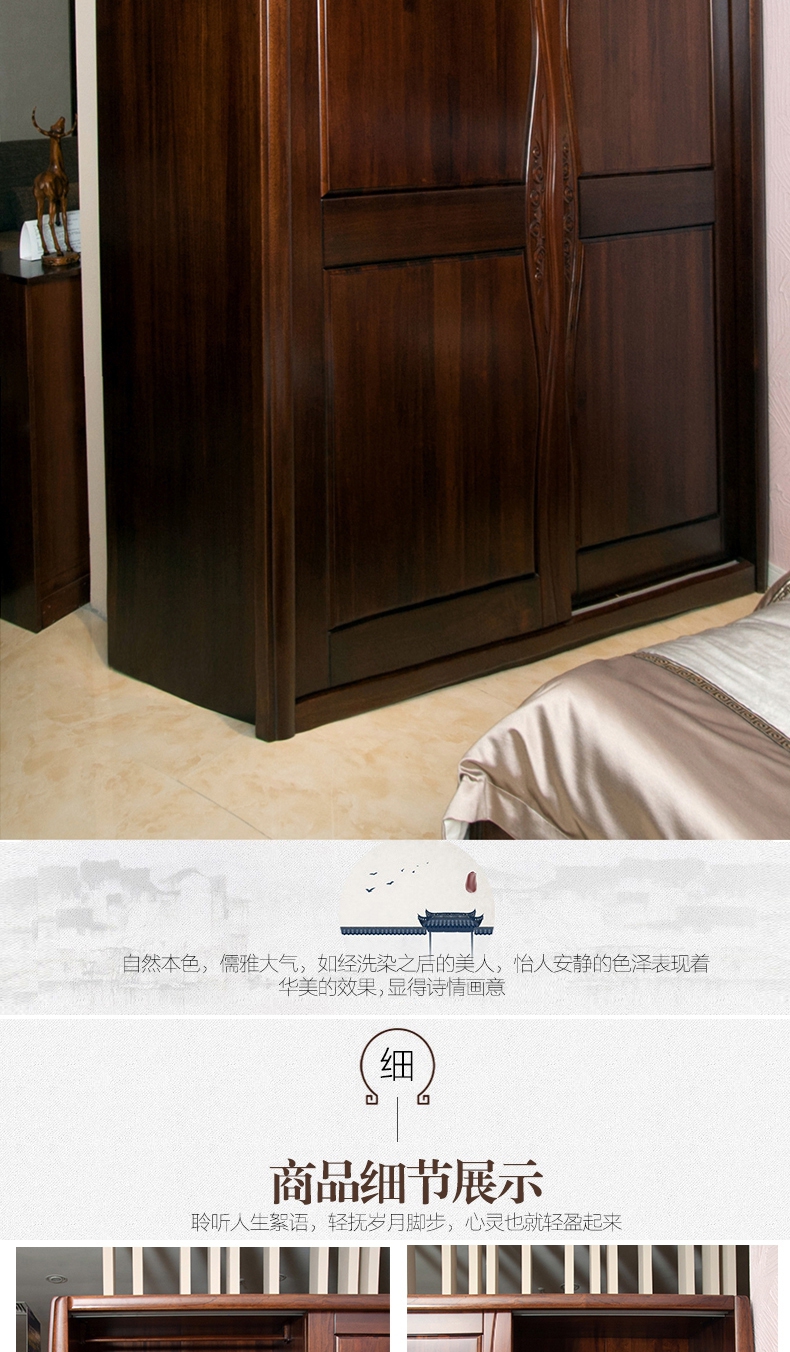 自然本色，儒雅大气，如经洗染之后的美人，怡人安静的色泽表现着
华美的效果，显得诗情画意
细
商品细节展示
聆听人生絮语，轻抚岁月脚步，心灵也就轻盈起来